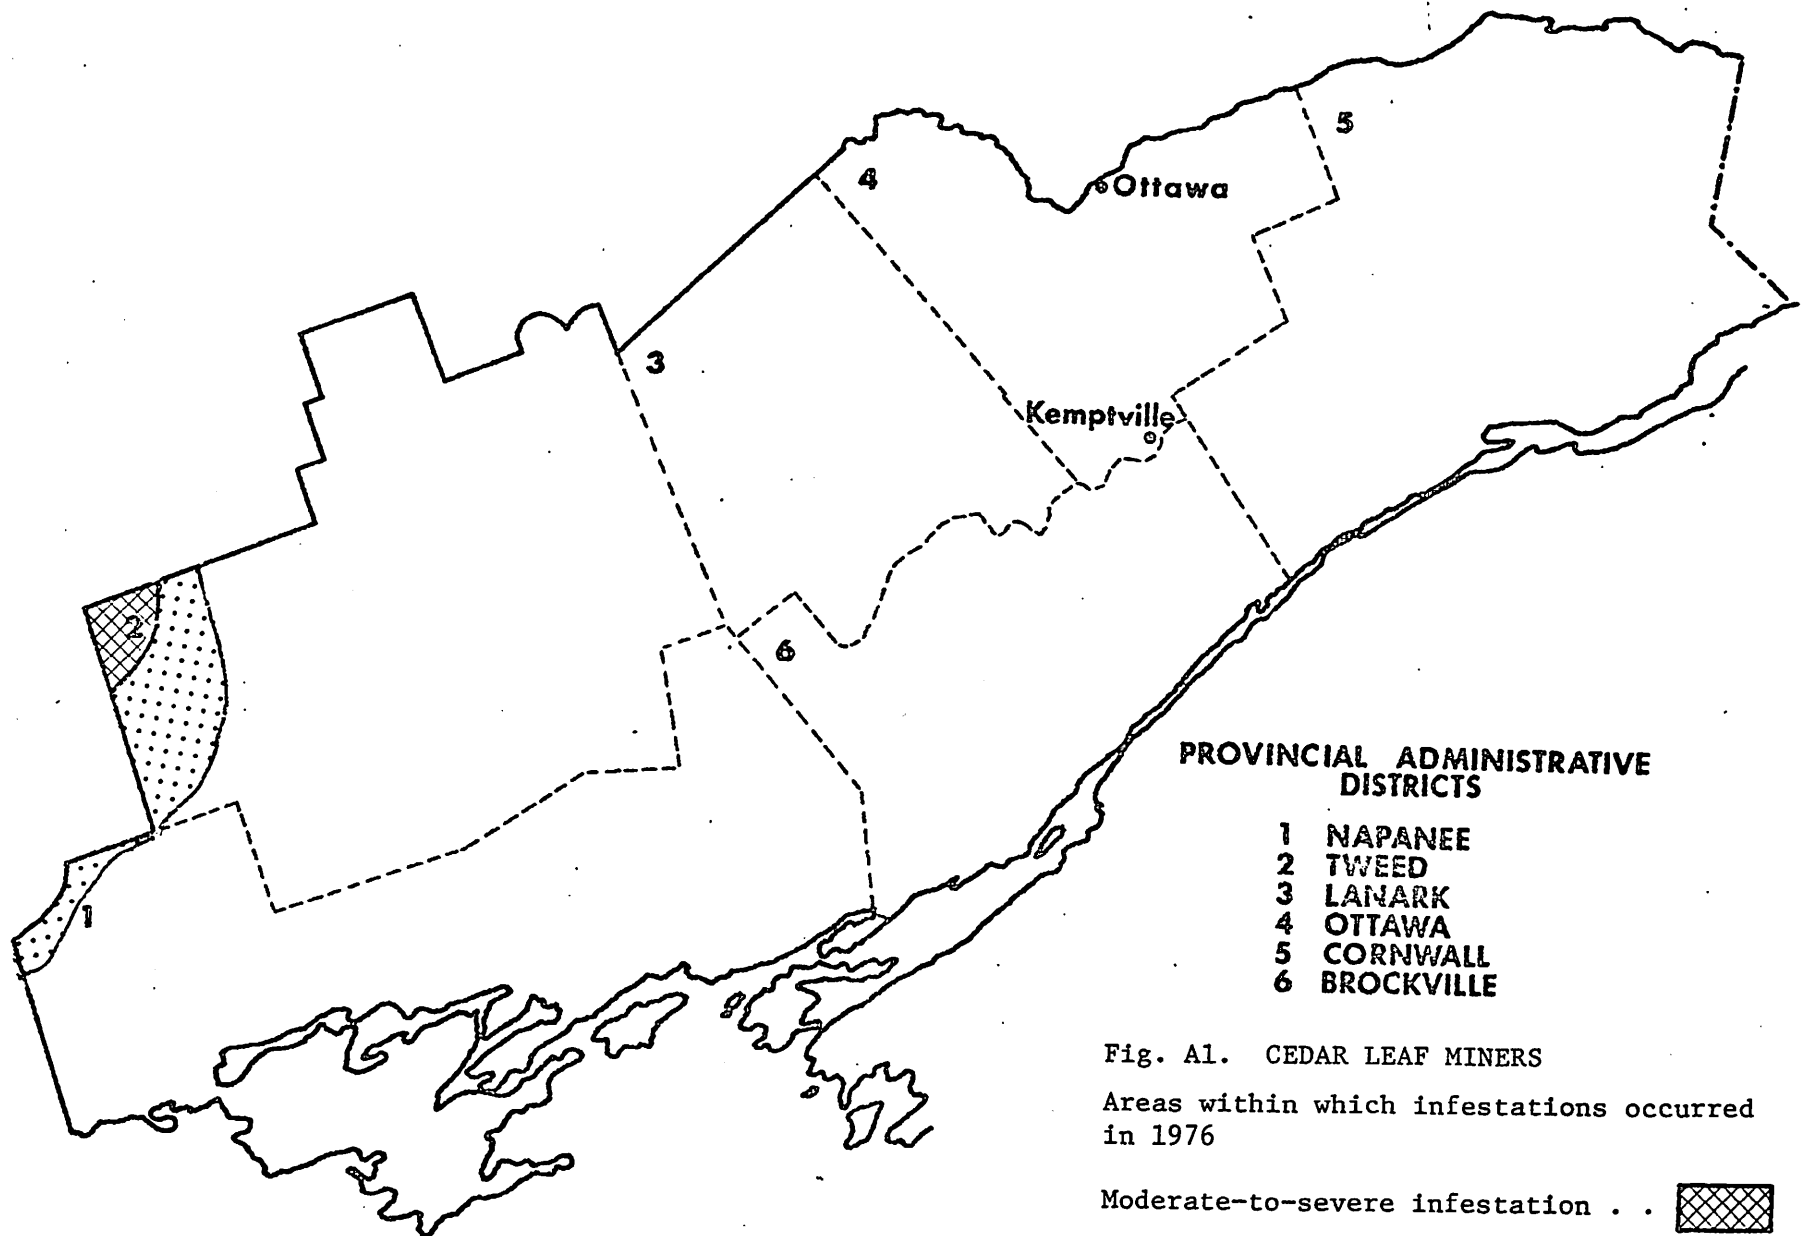 5
4
Ottawa
3
Kemptville
2
6
1
PROVINCIAL ADMINISTRATIVE
DISTRICTS
1 NAPANEE
2 TWEED
3 LANARK
4 OTTAWA
5 CORNWALL
6 BROCKVILLE
Fig. A1. CEDAR LEAF MINERS
Areas within which infestations occurred
in 1976
Moderate-to-severe infestation . .